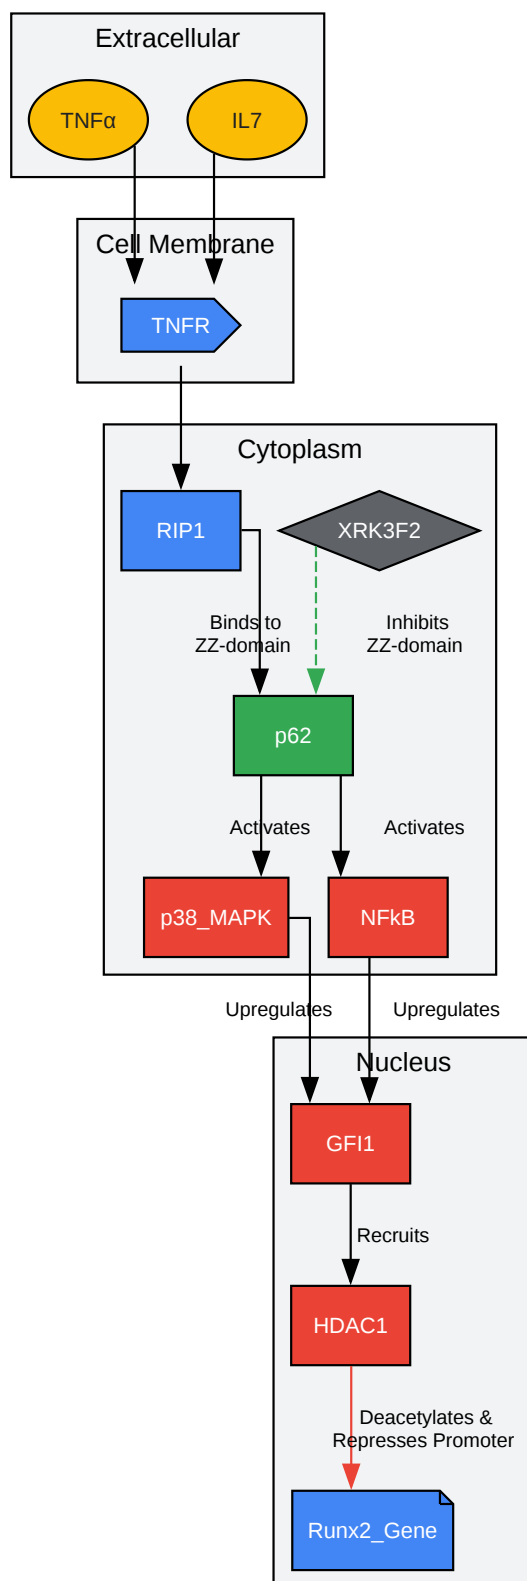 Extracellular
TNFα
IL7
Cell Membrane
TNFR
Cytoplasm
RIP1
XRK3F2
Binds to
ZZ-domain
Inhibits
ZZ-domain
p62
Activates
Activates
p38_MAPK
NFkB
Upregulates
Upregulates
Nucleus
GFI1
Recruits
HDAC1
Deacetylates &
Represses Promoter
Runx2_Gene